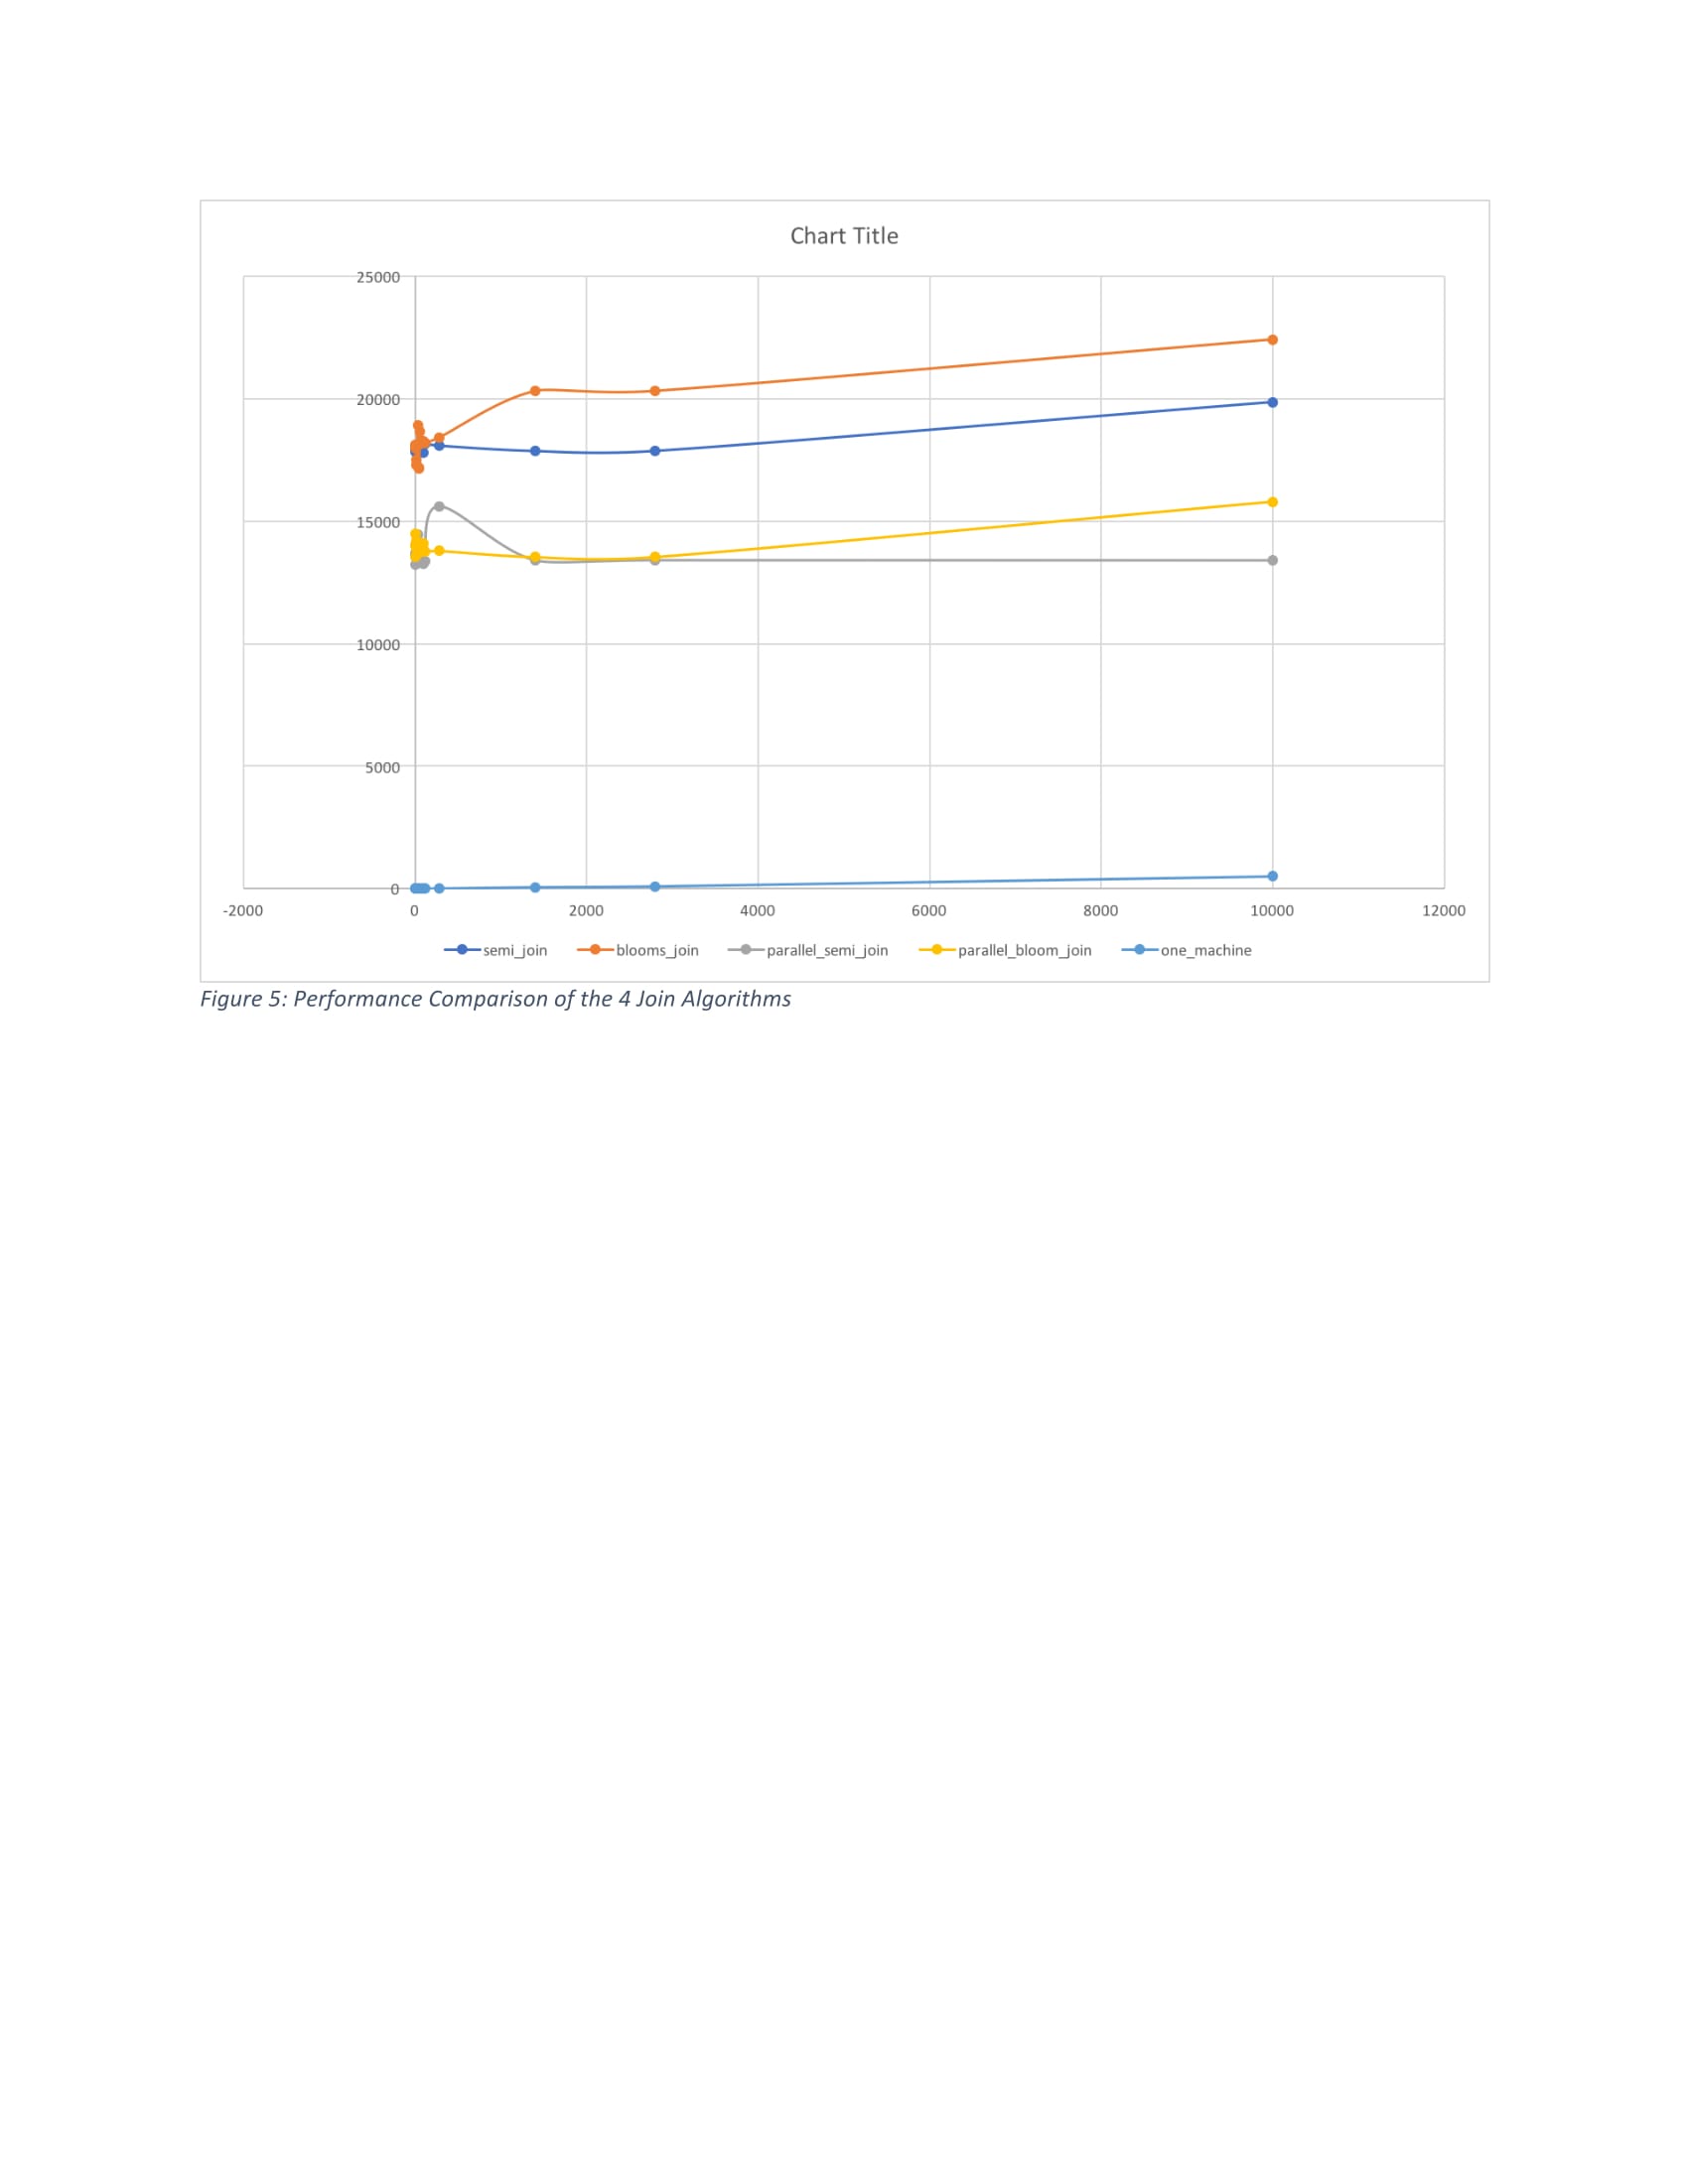 Chart Title
25000
20000
15000
10000
5000
0
-2000 0 2000 4000 6000 8000 10000 12000
semi_join blooms_join parallel_semi_join parallel_bloom_join one_machine
Figure 5: Performance Comparison of the 4 Join Algorithms